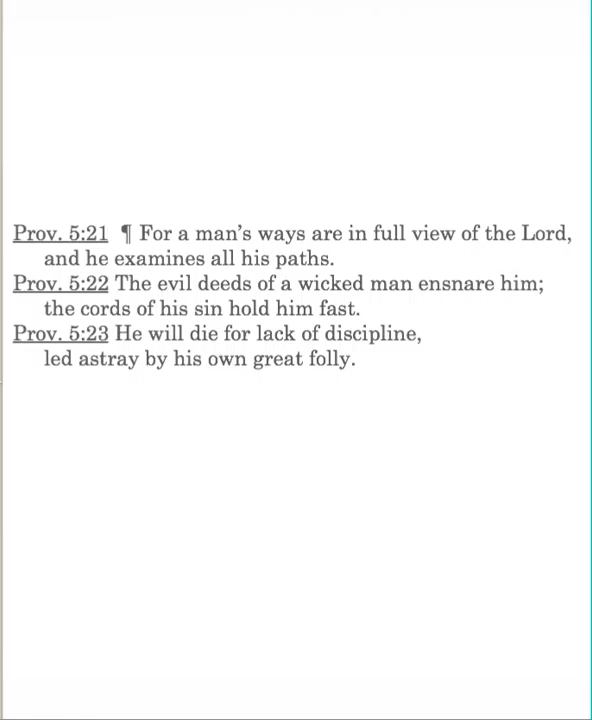 Prov. 5:21 ¶ For a man’s ways are in full view of the Lord,
and he examines all his paths.
Prov. 5:22 The evil deeds of a wicked man ensnare him;
the cords of his sin hold him fast.
Prov. 5:23 He will die for lack of discipline,
led astray by his own great folly.